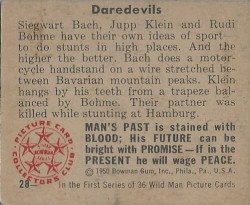 Daredevils
Siegwart Bach, Jupp Klein and Rudi
Bohme have their own ideas of sport—
to do stunts in high places. The
higher the better. Bach does a motor-
cycle handstand on a wire stretched be-
tween Bavarian mountain peaks. Klein
hangs by his teeth from a trapeze bal-
anced by Bohme. Their partner was
killed while stunting at Hamburg.
PICTURE CARD
COLLECTORS CLUB
MAN'S PAST is stained with
BLOOD; His FUTURE can be
bright with PROMISE—If in the
PRESENT he will wage PEACE.
© 1950 Bowman Gum, Inc., Phila., Pa., U.S.A.
28
In the First Series of 36 Wild Man Picture Cards